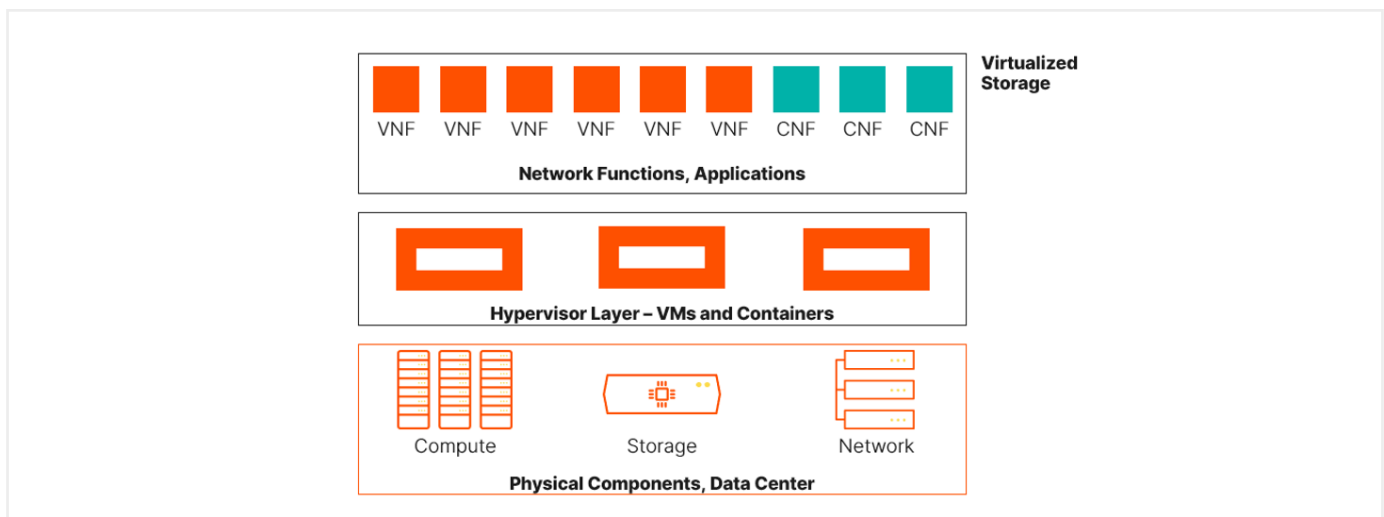 Virtualized
Storage
VNF VNF VNF VNF VNF VNF CNF CNF CNF
Network Functions, Applications
Hypervisor Layer – VMs and Containers
Compute Storage Network
Physical Components, Data Center